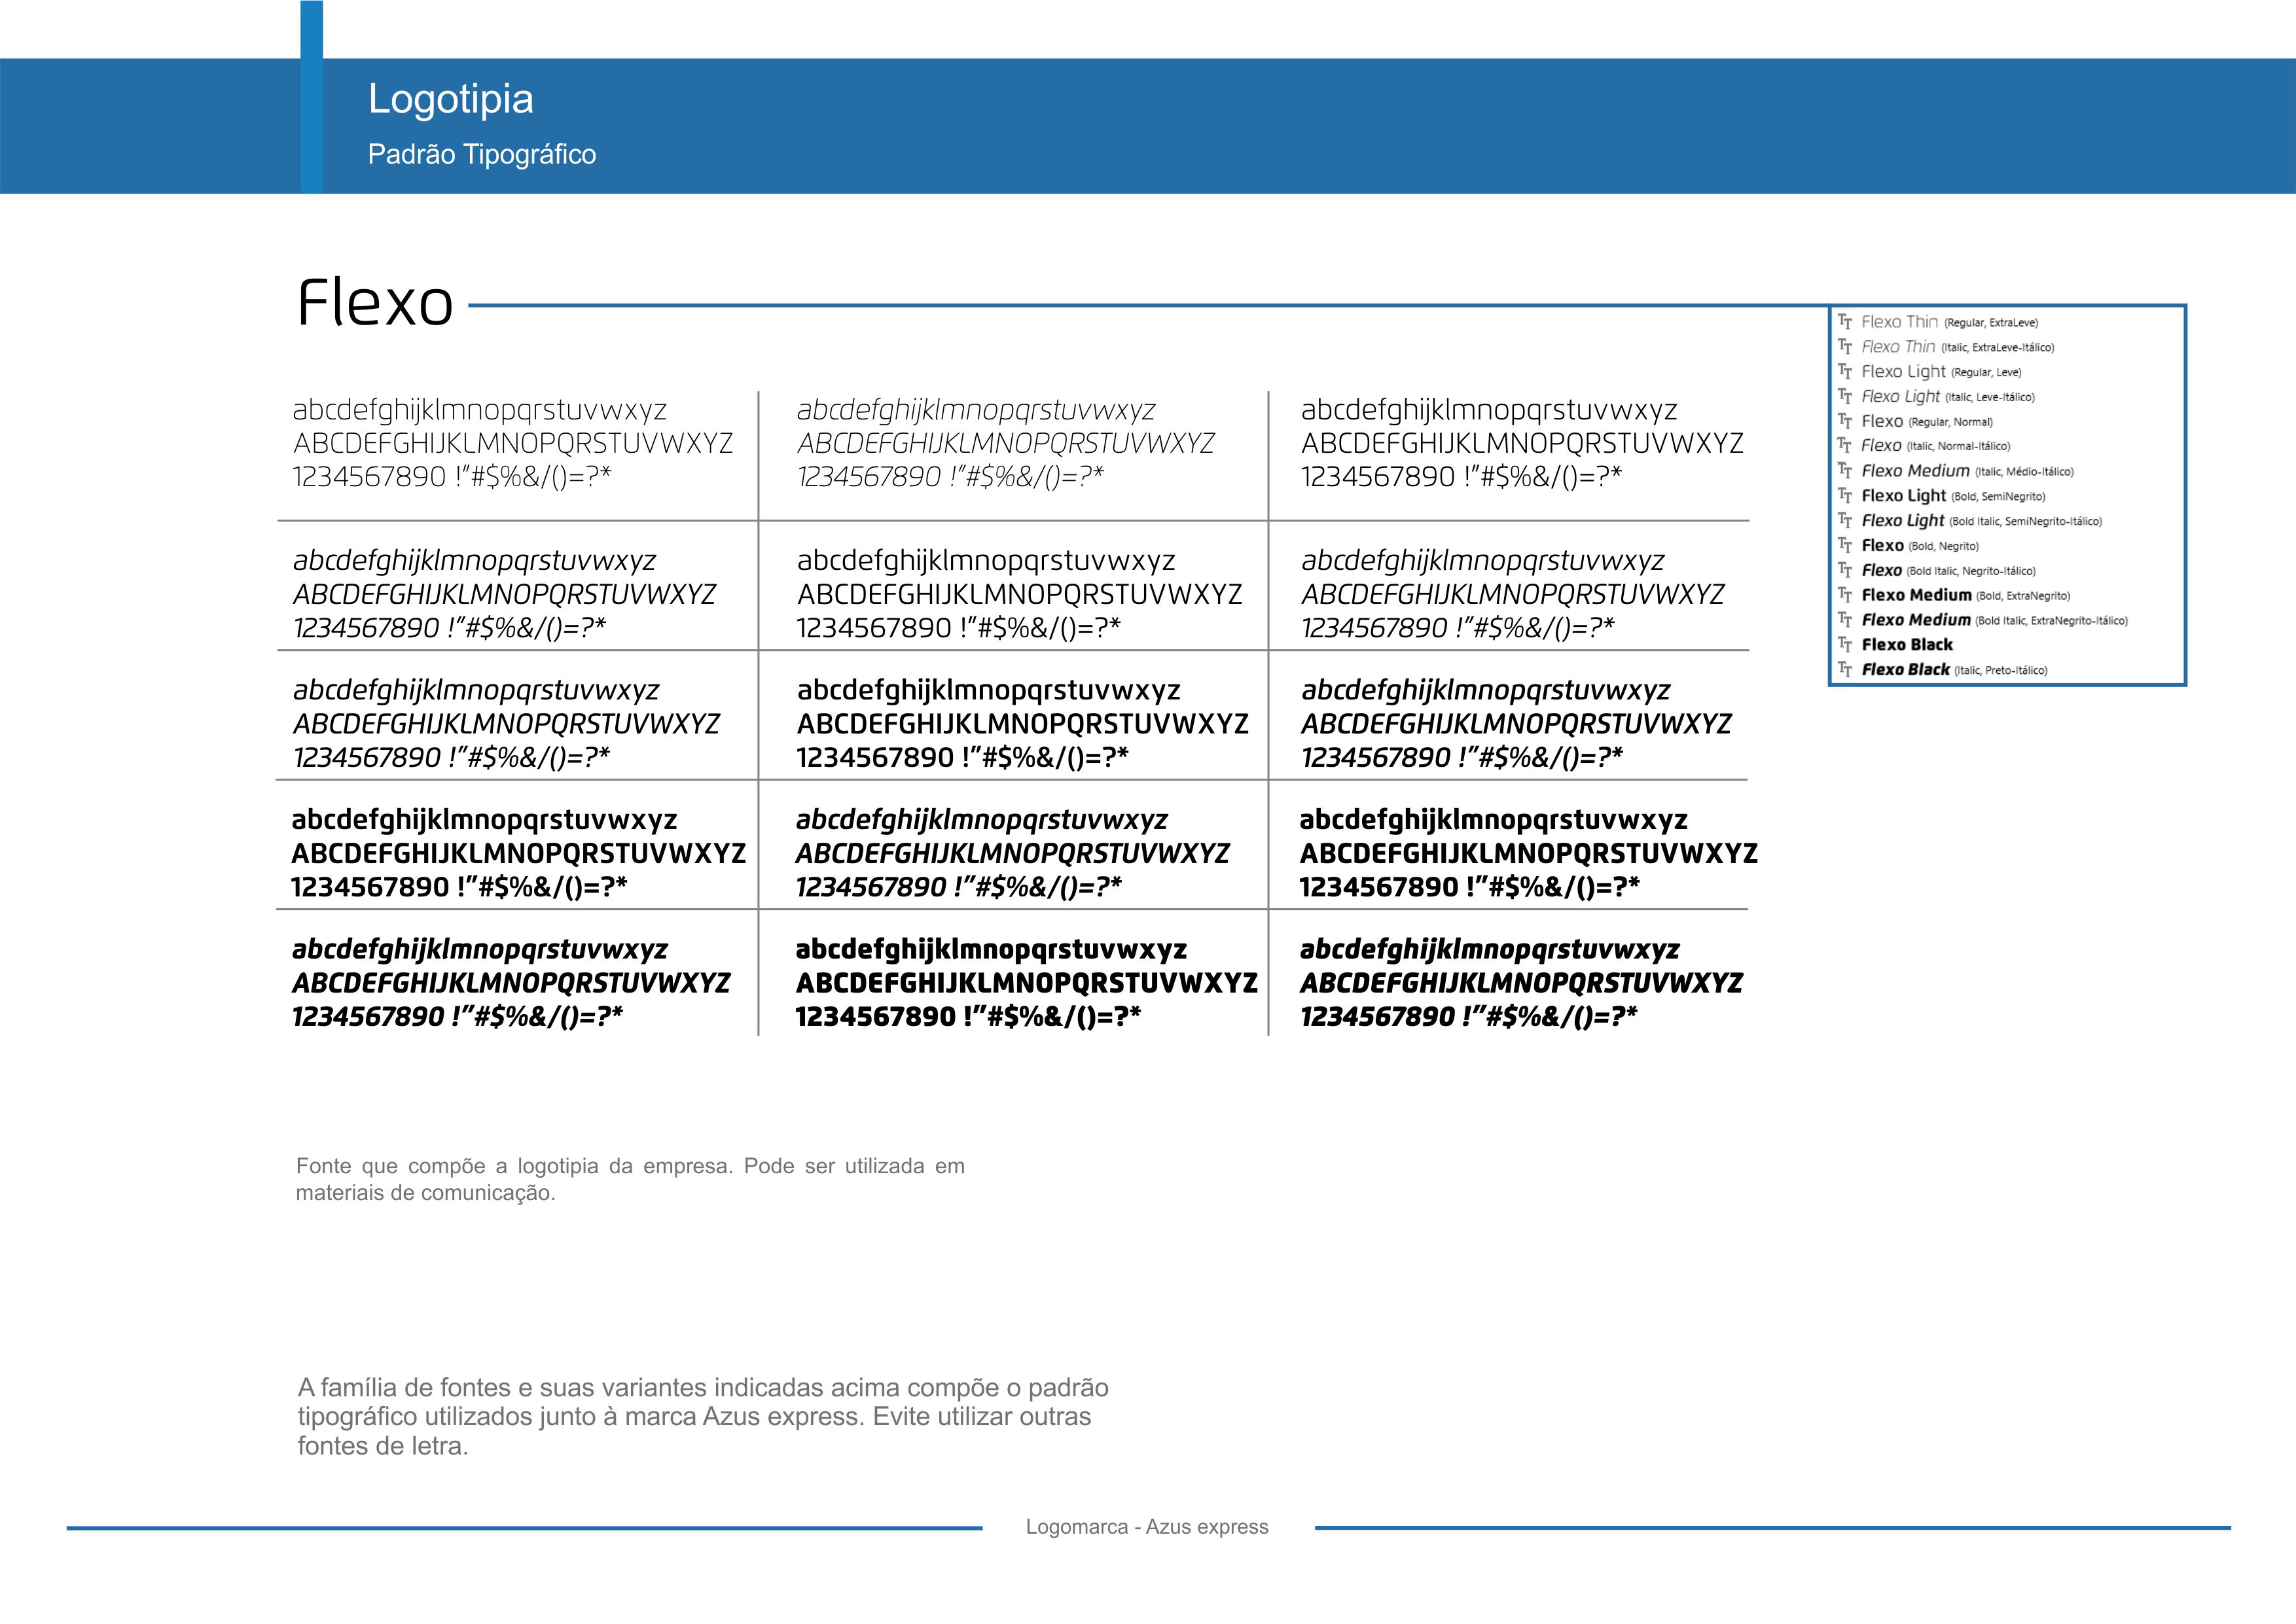 Logotipia
Padrão Tipográfico
Flexo
Flexo Thin (Regular, ExtraLeve)
Flexo Thin (Italic, ExtraLeve-Itálico)
Flexo Light (Regular, Leve)
Flexo Light (Italic, Leve-Itálico)
Flexo (Regular, Normal)
Flexo (Italic, Normal-Itálico)
Flexo Medium (Italic, Médio-Itálico)
Flexo Light (Bold, SemiNegrito)
Flexo Light (Bold Italic, SemiNegrito-Itálico)
Flexo (Bold, Negrito)
Flexo (Bold Italic, Negrito-Itálico)
Flexo Medium (Bold, ExtraNegrito)
Flexo Medium (Bold Italic, ExtraNegrito-Itálico)
Flexo Black
Flexo Black (Italic, Preto-Itálico)
abcdefghijklmnopqrstuvwxyz
ABCDEFGHIJKLMNOPQRSTUVWXYZ
1234567890 !"#$%&/()=?*
abcdefghijklmnopqrstuvwxyz
ABCDEFGHIJKLMNOPQRSTUVWXYZ
1234567890 !"#$%&/()=?*
abcdefghijklmnopqrstuvwxyz
ABCDEFGHIJKLMNOPQRSTUVWXYZ
1234567890 !"#$%&/()=?*
abcdefghijklmnopqrstuvwxyz
ABCDEFGHIJKLMNOPQRSTUVWXYZ
1234567890 !"#$%&/()=?*
abcdefghijklmnopqrstuvwxyz
ABCDEFGHIJKLMNOPQRSTUVWXYZ
1234567890 !"#$%&/()=?*
abcdefghijklmnopqrstuvwxyz
ABCDEFGHIJKLMNOPQRSTUVWXYZ
1234567890 !"#$%&/()=?*
abcdefghijklmnopqrstuvwxyz
ABCDEFGHIJKLMNOPQRSTUVWXYZ
1234567890 !"#$%&/()=?*
abcdefghijklmnopqrstuvwxyz
ABCDEFGHIJKLMNOPQRSTUVWXYZ
1234567890 !"#$%&/()=?*
abcdefghijklmnopqrstuvwxyz
ABCDEFGHIJKLMNOPQRSTUVWXYZ
1234567890 !"#$%&/()=?*
abcdefghijklmnopqrstuvwxyz
ABCDEFGHIJKLMNOPQRSTUVWXYZ
1234567890 !"#$%&/()=?*
abcdefghijklmnopqrstuvwxyz
ABCDEFGHIJKLMNOPQRSTUVWXYZ
1234567890 !"#$%&/()=?*
abcdefghijklmnopqrstuvwxyz
ABCDEFGHIJKLMNOPQRSTUVWXYZ
1234567890 !"#$%&/()=?*
abcdefghijklmnopqrstuvwxyz
ABCDEFGHIJKLMNOPQRSTUVWXYZ
1234567890 !"#$%&/()=?*
abcdefghijklmnopqrstuvwxyz
ABCDEFGHIJKLMNOPQRSTUVWXYZ
1234567890 !"#$%&/()=?*
abcdefghijklmnopqrstuvwxyz
ABCDEFGHIJKLMNOPQRSTUVWXYZ
1234567890 !"#$%&/()=?*
Fonte que compõe a logotipia da empresa. Pode ser utilizada em
materiais de comunicação.
A família de fontes e suas variantes indicadas acima compõe o padrão
tipográfico utilizados junto à marca Azus express. Evite utilizar outras
fontes de letra.
Logomarca - Azus express